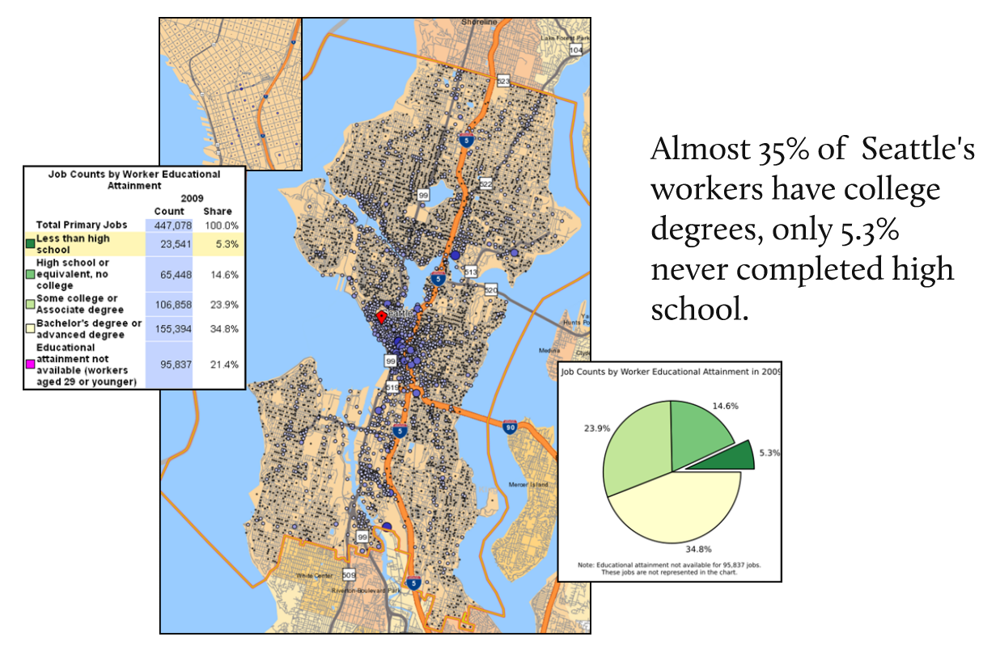 Shoreline
Lake Forest Park
104
523
5
522
99
513
5
520
Seattle
Medina
99
519
5
90
Mercer Island
99
White Center
509
Riverton-Boulevard Park
5
Job Counts by Worker Educational
Attainment
2009
Count Share
Total Primary Jobs 447,078 100.0%
Less than high
school 23,541 5.3%
High school or
equivalent, no 65,448 14.6%
college
Some college or
Associate degree 106,858 23.9%
Bachelor's degree or
advanced degree 155,394 34.8%
Educational
attainment not
available (workers 95,837 21.4%
aged 29 or younger)
Almost 35% of Seattle's
workers have college
degrees, only 5.3%
never completed high
school.
Job Counts by Worker Educational Attainment in 2009
14.6%
23.9%
5.3%
34.8%
Note: Educational attainment not available for 95,837 jobs.
These jobs are not represented in the chart.